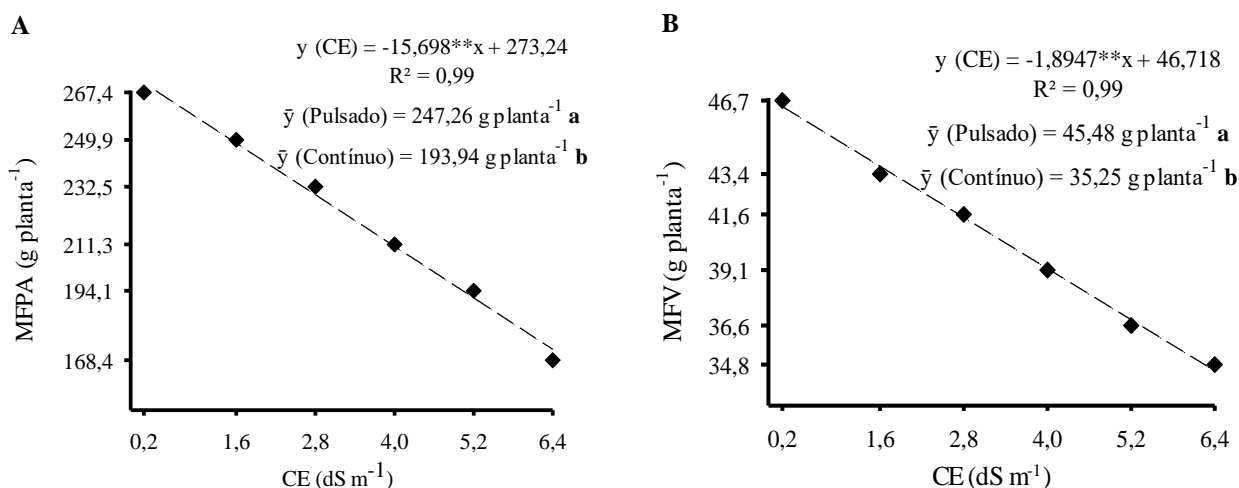 A
y (CE) = -15,698**x + 273,24
R² = 0,99
ȳ (Pulsado) = 247,26 g planta⁻¹ a
ȳ (Contínuo) = 193,94 g planta⁻¹ b
MFPA (g planta⁻¹)
267,4
249,9
232,5
211,3
194,1
168,4
0,2 1,6 2,8 4,0 5,2 6,4
CE (dS m⁻¹)
B
y (CE) = -1,8947**x + 46,718
R² = 0,99
ȳ (Pulsado) = 45,48 g planta⁻¹ a
ȳ (Contínuo) = 35,25 g planta⁻¹ b
MFV (g planta⁻¹)
46,7
43,4
41,6
39,1
36,6
34,8
0,2 1,6 2,8 4,0 5,2 6,4
CE (dS m⁻¹)